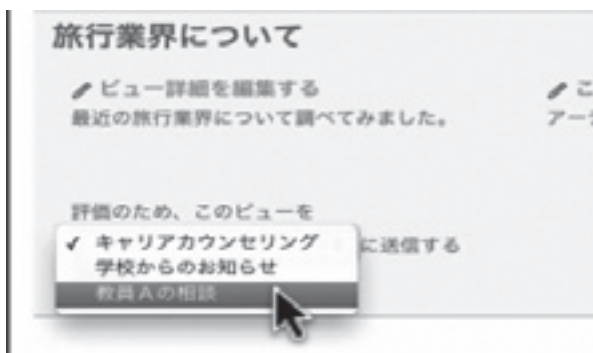 旅行業界について
ビュー詳細を編集する
こ
最近の旅行業界について調べてみました。
アー
評価のため、このビューを
✓ キャリアカウンセリング
に送信する
学校からのお知らせ
教員Aの相談